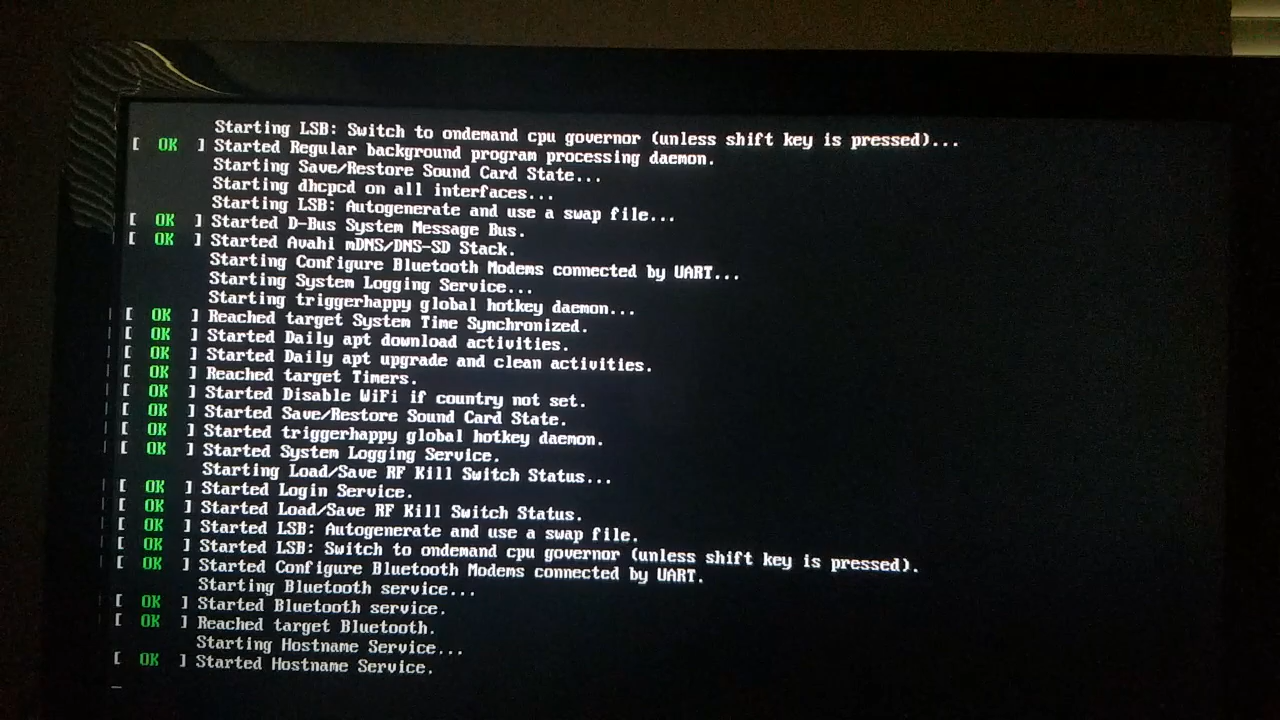 Starting LSB: Switch to ondemand cpu governor (unless shift key is pressed)...
[ OK ] Started Regular background program processing daemon.
Starting Save/Restore Sound Card State...
Starting dhcpcd on all interfaces...
Starting LSB: Autogenerate and use a swap file...
[ OK ] Started D-Bus System Message Bus.
[ OK ] Started Avahi mDNS/DNS-SD Stack.
Starting Configure Bluetooth Modems connected by UART...
Starting System Logging Service...
Starting triggerhappy global hotkey daemon...
[ OK ] Reached target System Time Synchronized.
[ OK ] Started Daily apt download activities.
[ OK ] Started Daily apt upgrade and clean activities.
[ OK ] Reached target Timers.
[ OK ] Started Disable WiFi if country not set.
[ OK ] Started Save/Restore Sound Card State.
[ OK ] Started triggerhappy global hotkey daemon.
[ OK ] Started System Logging Service.
Starting Load/Save RF Kill Switch Status...
[ OK ] Started Login Service.
[ OK ] Started Load/Save RF Kill Switch Status.
[ OK ] Started LSB: Autogenerate and use a swap file.
[ OK ] Started LSB: Switch to ondemand cpu governor (unless shift key is pressed).
[ OK ] Started Configure Bluetooth Modems connected by UART.
Starting Bluetooth service...
[ OK ] Started Bluetooth service.
[ OK ] Reached target Bluetooth.
Starting Hostname Service...
[ OK ] Started Hostname Service.